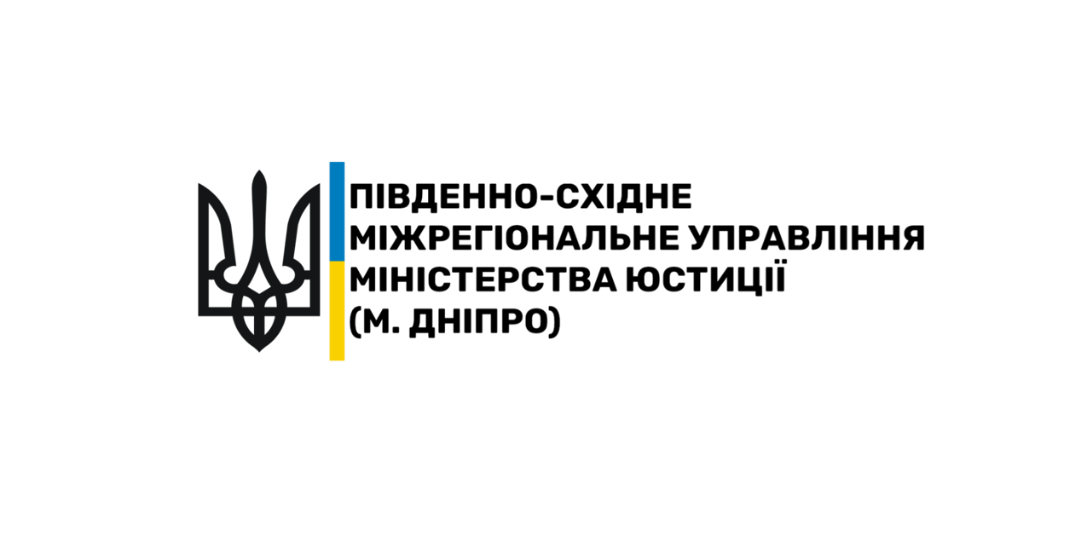 ПІВДЕННО-СХІДНЕ
МІЖРЕГІОНАЛЬНЕ УПРАВЛІННЯ
МІНІСТЕРСТВА ЮСТИЦІЇ
(М. ДНІПРО)